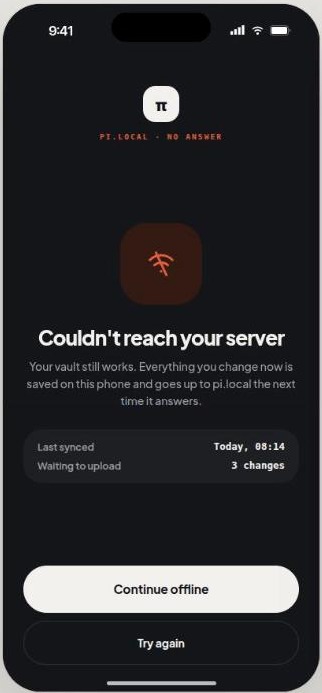 9:41
π
PI.LOCAL · NO ANSWER
Couldn't reach your server
Your vault still works. Everything you change now is
saved on this phone and goes up to pi.local the next
time it answers.
Last synced Today, 08:14
Waiting to upload 3 changes
Continue offline
Try again